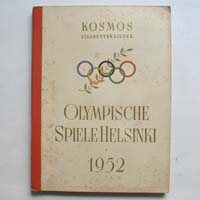 KOSMOS
ZIGARETTENBILDER
OLYMPISCHE
SPIELE HELSINKI
1952